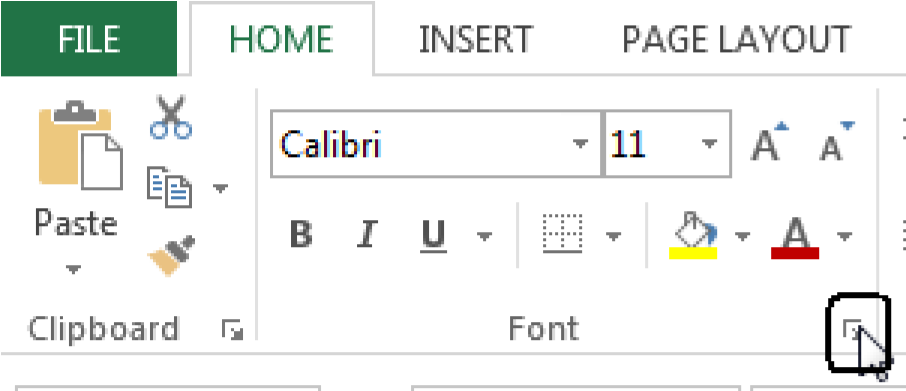 FILE HOME INSERT PAGE LAYOUT
Calibri 11 A A
Paste
B I U A
Clipboard Font